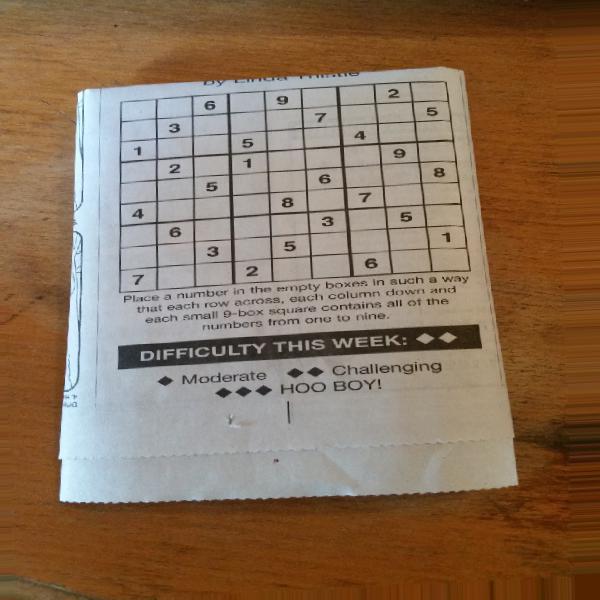 by Linda Thistle
6 9 2
3 7 5
1 5 4
2 1 9
5 6 8
4 8 7
6 3 5
3 5 1
7 2 6
Place a number in the empty boxes in such a way
that each row across, each column down and
each small 9-box square contains all of the
numbers from one to nine.
DIFFICULTY THIS WEEK: ◆◆
◆ Moderate ◆◆ Challenging
◆◆◆ HOO BOY!